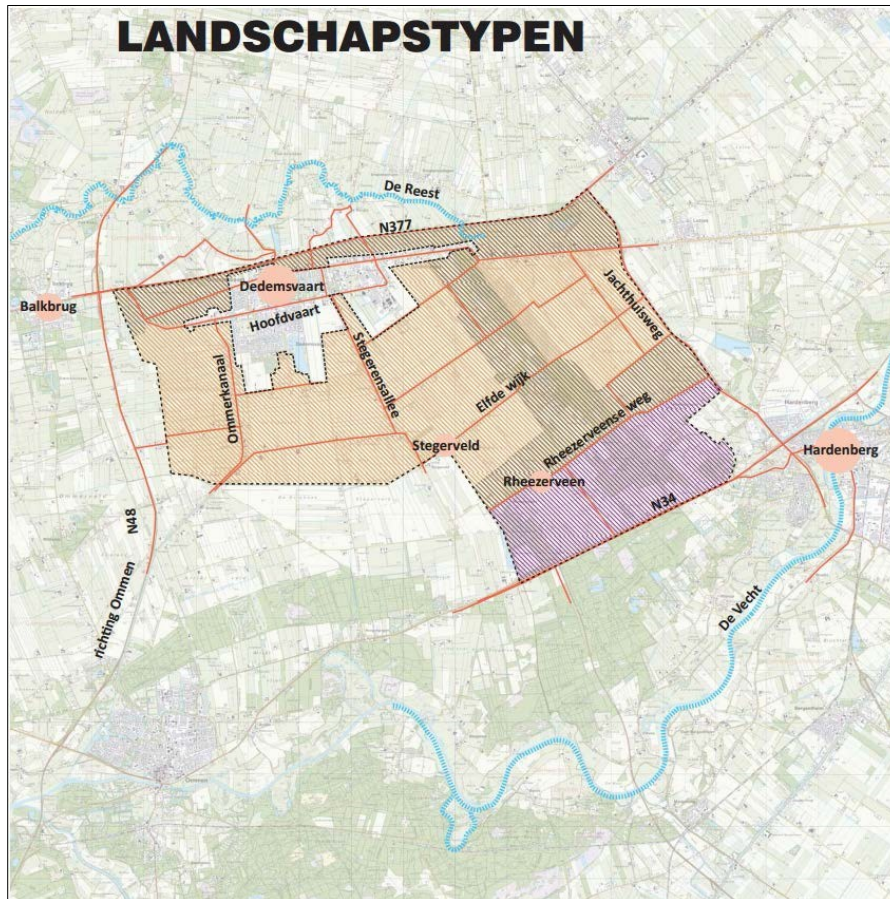 LANDSCHAPSTYPEN
De Reest
N377
Dedemsvaart
Balkbrug
Hoofdvaart
Jachthuisweg
Stegerensallee
Ommerkanaal
Elfde wijk
Stegerveld
Rheezerveense weg
Hardenberg
Rheezerveen
N34
N48
De Vecht
richting Ommen